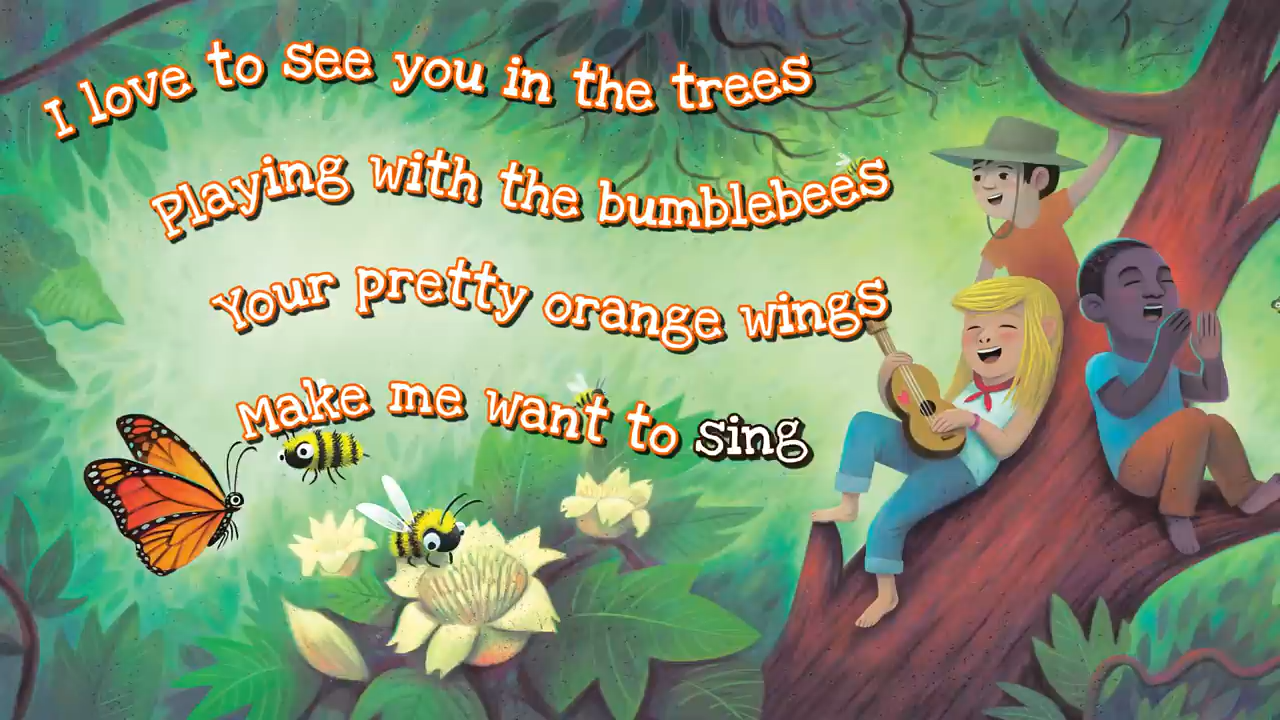 I love to see you in the trees
Playing with the bumblebees
Your pretty orange wings
Make me want to sing